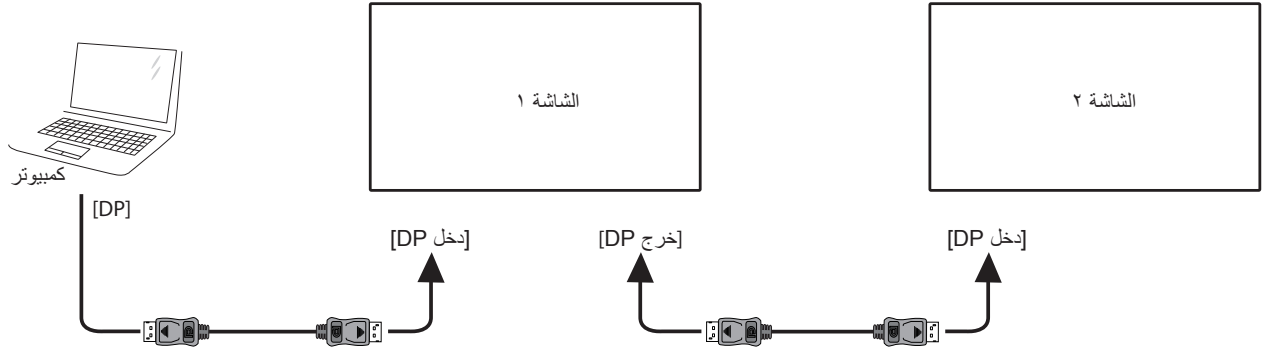 الشاشة ١
الشاشة ٢
كمبيوتر
[DP]
[دخل DP]
[خرج DP]
[دخل DP]